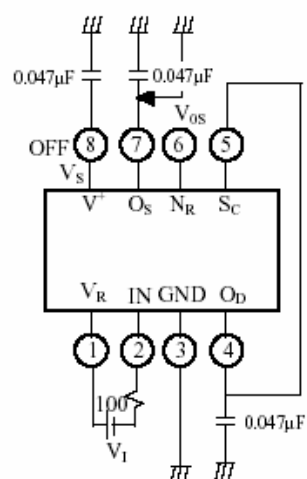 0.047μF
0.047μF
V0S
OFF
8
7
6
5
VS
V+
OS
NR
SC
VR
IN
GND
OD
1
2
3
4
100
VI
0.047μF